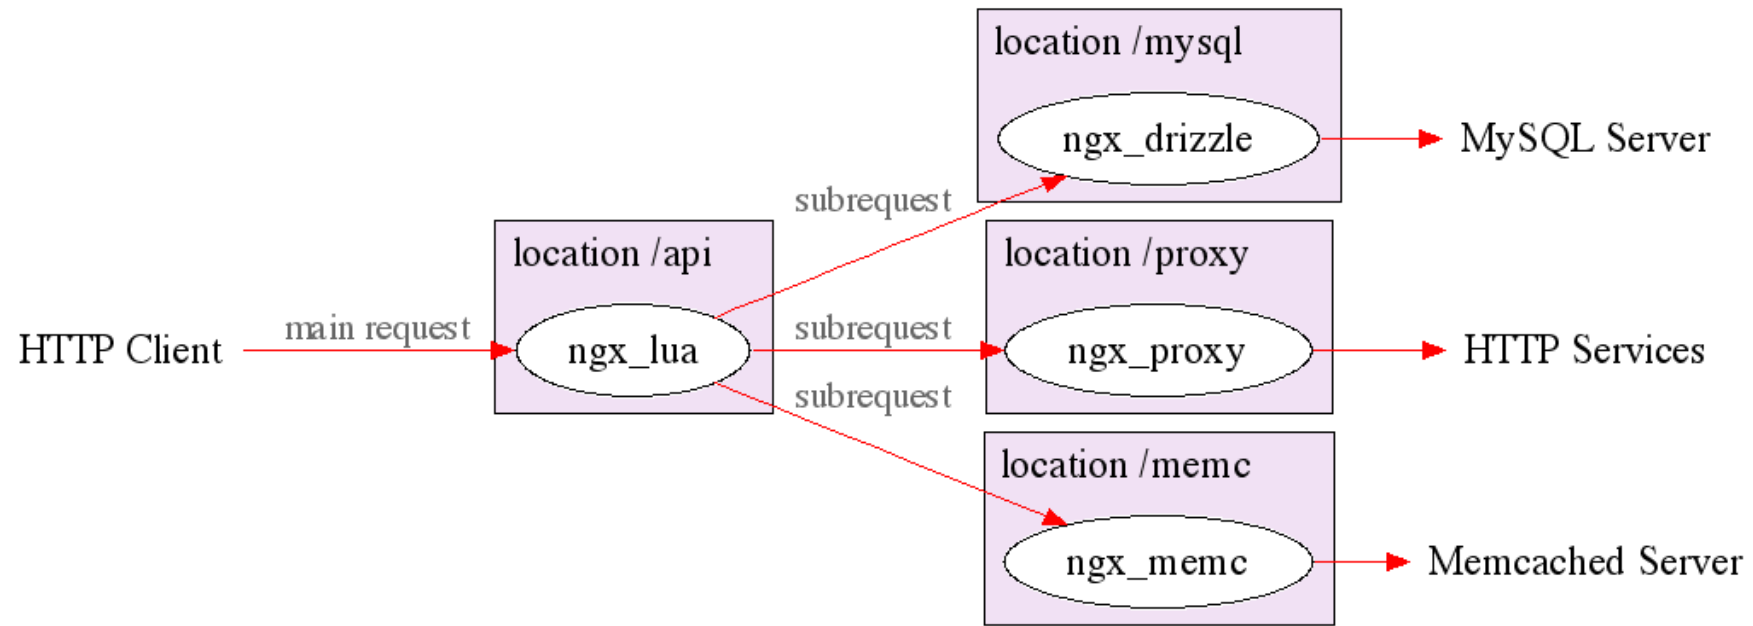 location /mysql
ngx_drizzle
MySQL Server
subrequest
location /api
location /proxy
HTTP Client
main request
ngx_lua
subrequest
ngx_proxy
HTTP Services
subrequest
location /memc
ngx_memc
Memcached Server